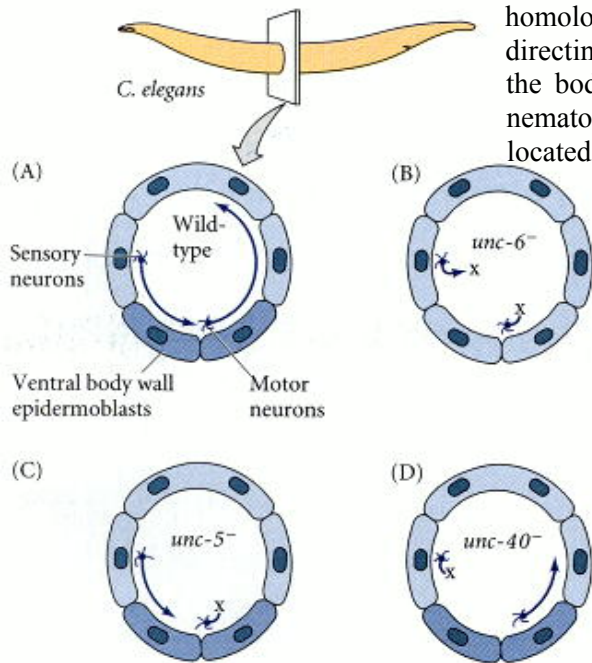 homolo
directin
the bod
nemato
located
C. elegans
(A)
Wild-
type
Sensory
neurons
Ventral body wall
epidermoblasts
Motor
neurons
(B)
unc-6⁻
x
x
(C)
unc-5⁻
x
(D)
unc-40⁻
x